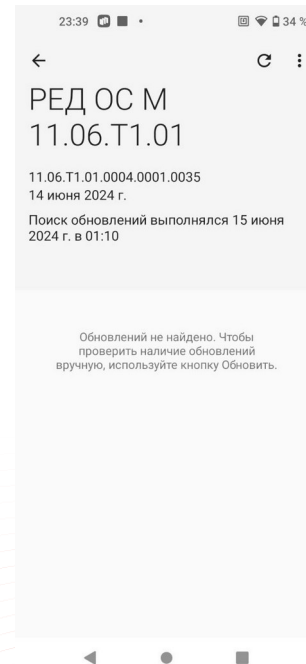 23:39
34 %
РЕД ОС М
11.06.T1.01
11.06.T1.01.0004.0001.0035
14 июня 2024 г.
Поиск обновлений выполнялся 15 июня
2024 г. в 01:10
Обновлений не найдено. Чтобы
проверить наличие обновлений
вручную, используйте кнопку Обновить.